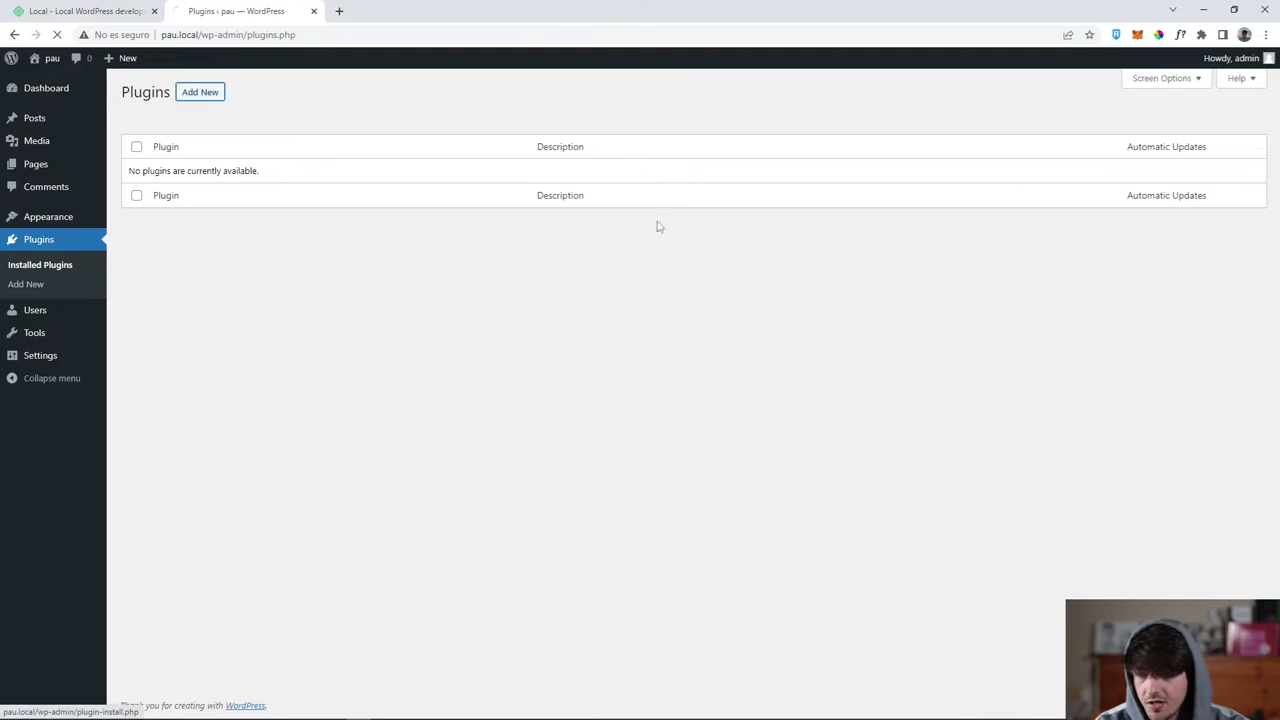 Local - Local WordPress develop
Plugins ‹ pau — WordPress
No es seguro
pau.local/wp-admin/plugins.php
pau
0
New
Howdy, admin
Dashboard
Posts
Media
Pages
Comments
Appearance
Plugins
Installed Plugins
Add New
Users
Tools
Settings
Collapse menu
Plugins
Add New
Screen Options
Help
Plugin
Description
Automatic Updates
No plugins are currently available.
Plugin
Description
Automatic Updates
Thank you for creating with WordPress.
pau.local/wp-admin/plugin-install.php